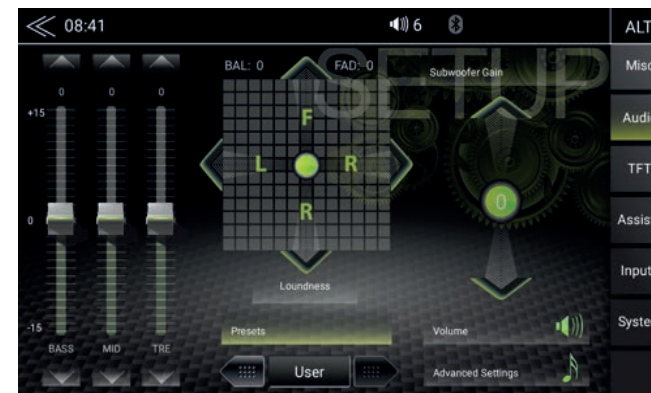 08:41
6
ALT
SETUP
BAL: 0
FAD: 0
Subwoofer Gain
Misc
0
0
0
+15
F
Audi
L
R
TFT
0
R
0
Assis
Loundness
Input
-15
Presets
Volume
Syste
BASS
MID
TRE
User
Advanced Settings